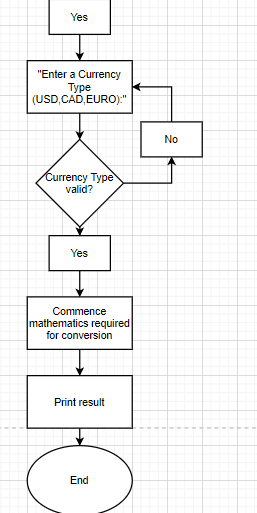 Yes
"Enter a Currency
Type
(USD,CAD,EURO):"
No
Currency Type
valid?
Yes
Commence
mathematics required
for conversion
Print result
End